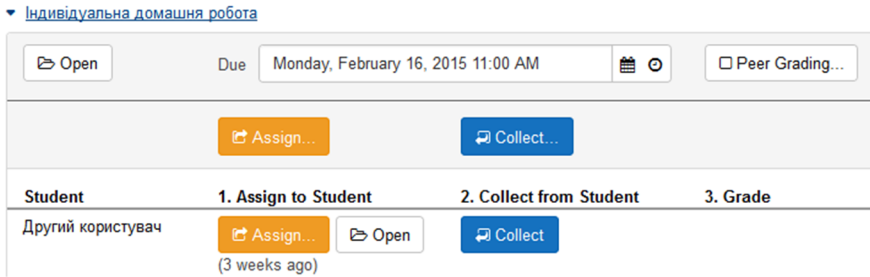 Індивідуальна домашня робота
Open Due Monday, February 16, 2015 11:00 AM Peer Grading...
Assign... Collect...
Student 1. Assign to Student 2. Collect from Student 3. Grade
Другий користувач Assign... Open Collect
(3 weeks ago)